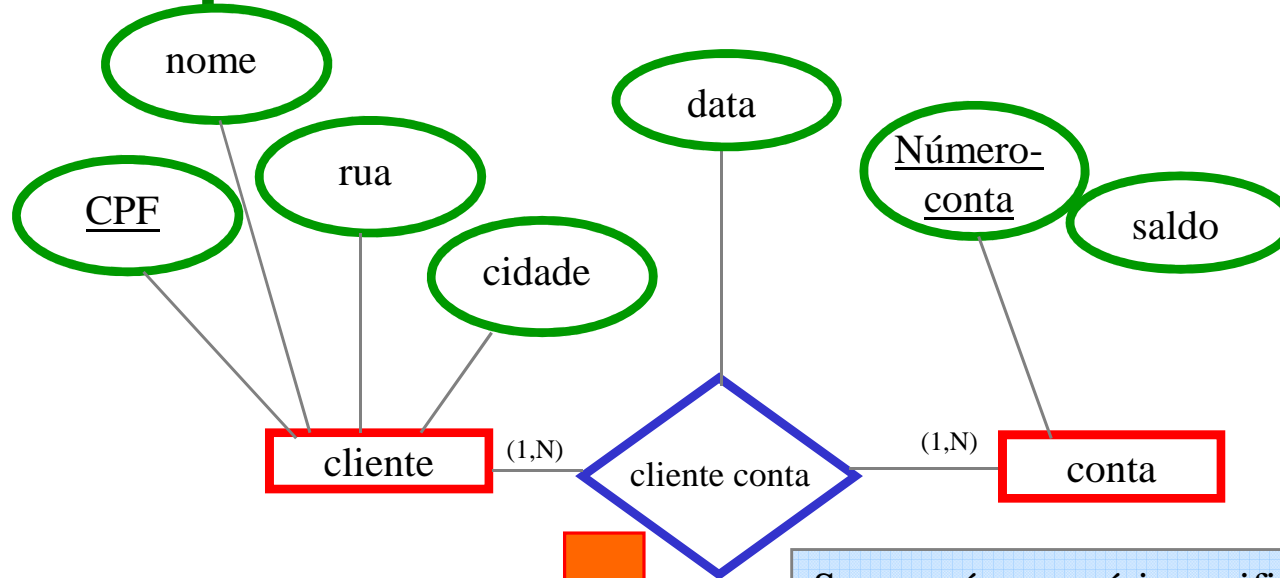 nome
data
Número-
conta
rua
CPF
saldo
cidade
cliente
(1,N)
cliente conta
(1,N)
conta